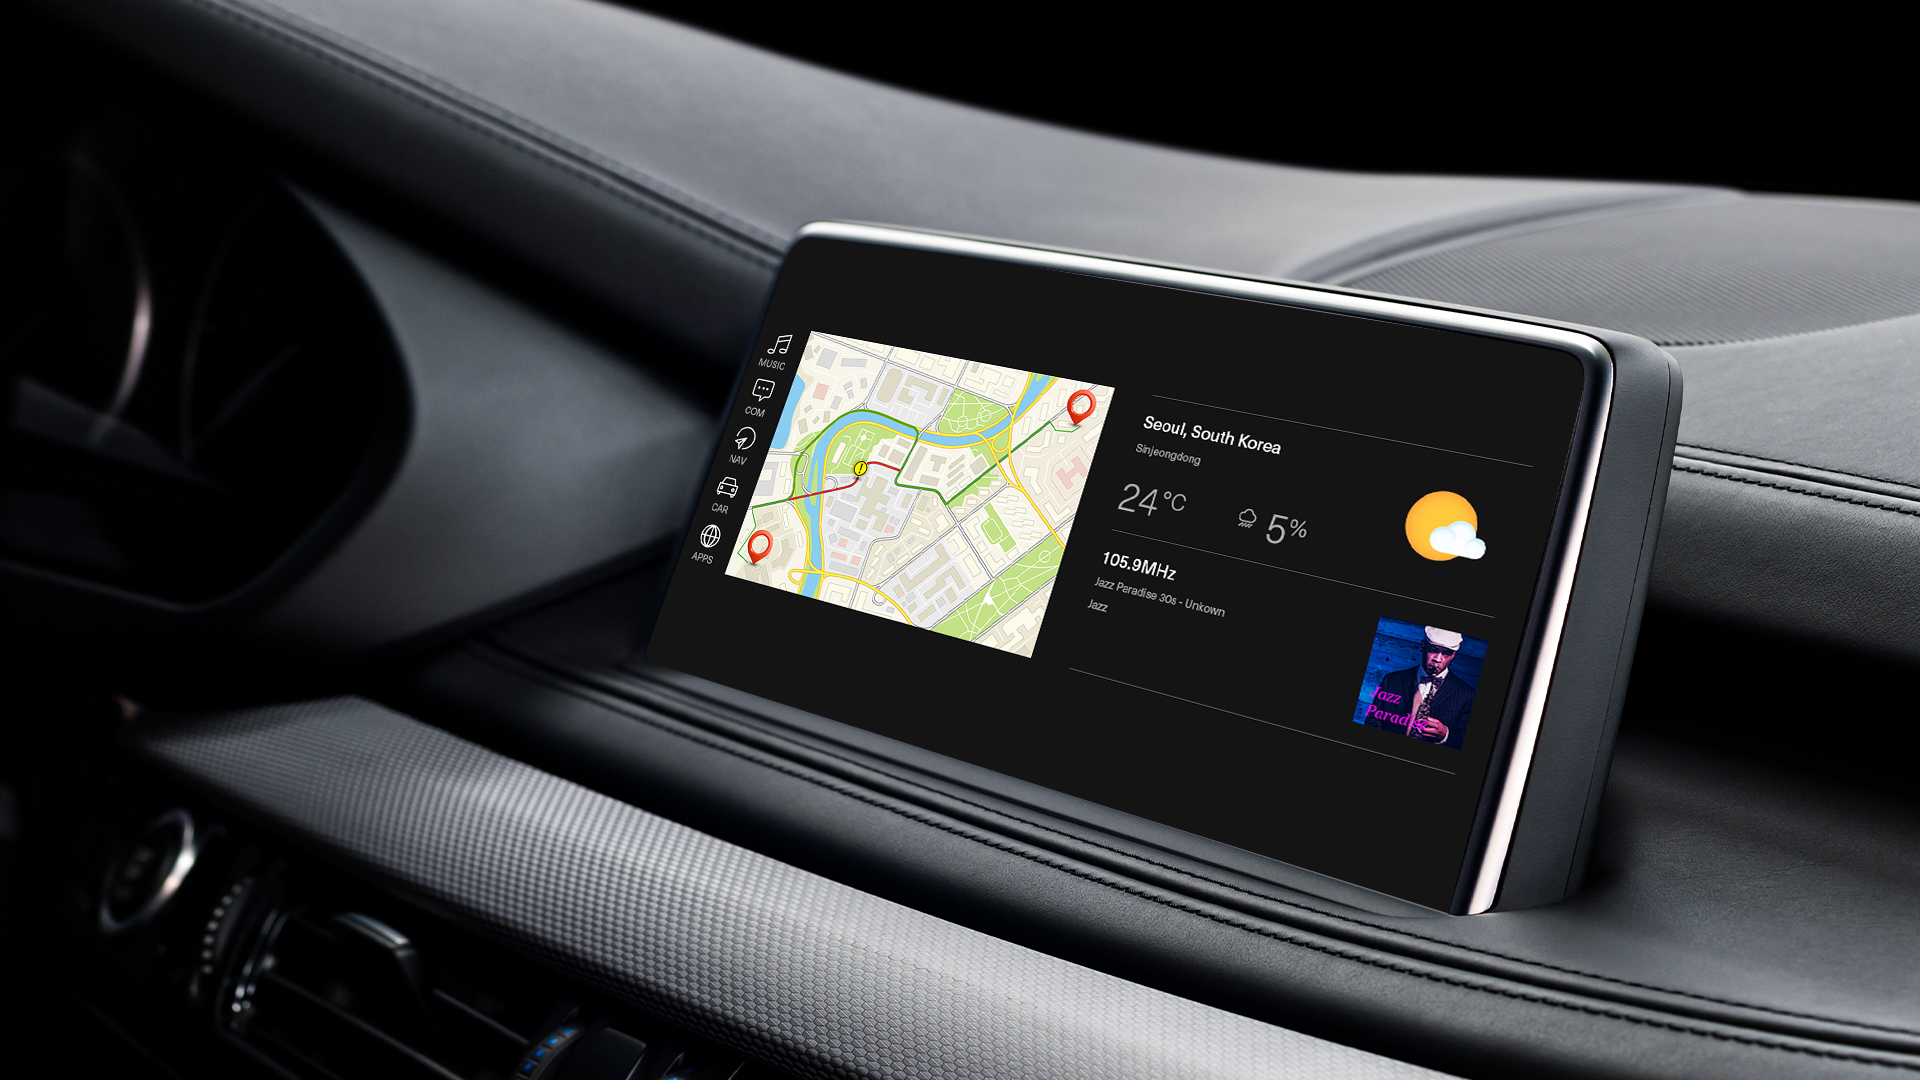 MUSIC
COM
NAV
CAR
APPS
!
Seoul, South Korea
Sinjeongdong
24°C
5%
105.9MHz
Jazz Paradise 30s - Unkown
Jazz
Jazz
Paradise